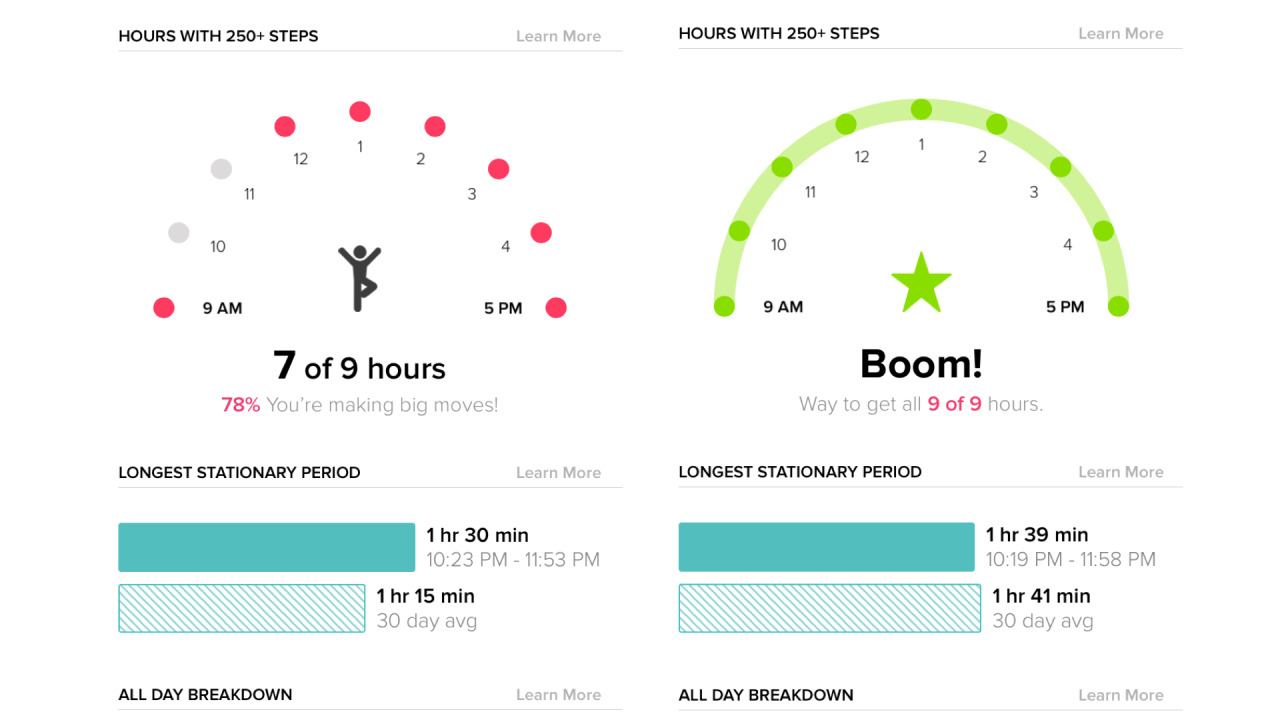 HOURS WITH 250+ STEPS Learn More
1
12 2
11 3
10 4
9 AM 5 PM
7 of 9 hours
78% You're making big moves!
LONGEST STATIONARY PERIOD Learn More
1 hr 30 min
10:23 PM - 11:53 PM
1 hr 15 min
30 day avg
ALL DAY BREAKDOWN Learn More
HOURS WITH 250+ STEPS Learn More
1
12 2
11 3
10 4
9 AM 5 PM
Boom!
Way to get all 9 of 9 hours.
LONGEST STATIONARY PERIOD Learn More
1 hr 39 min
10:19 PM - 11:58 PM
1 hr 41 min
30 day avg
ALL DAY BREAKDOWN Learn More